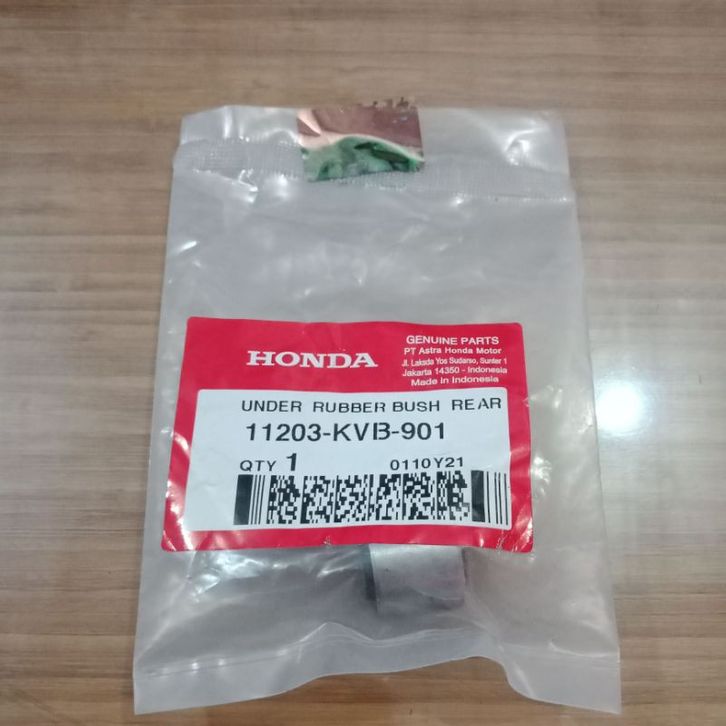 HONDA
GENUINE PARTS
PT Astra Honda Motor
Jl. Laksda Yos Sudarso, Sunter 1
Jakarta 14350 - Indonesia
Made in Indonesia
UNDER RUBBER BUSH REAR
11203-KVB-901
QTY 1 0110Y21